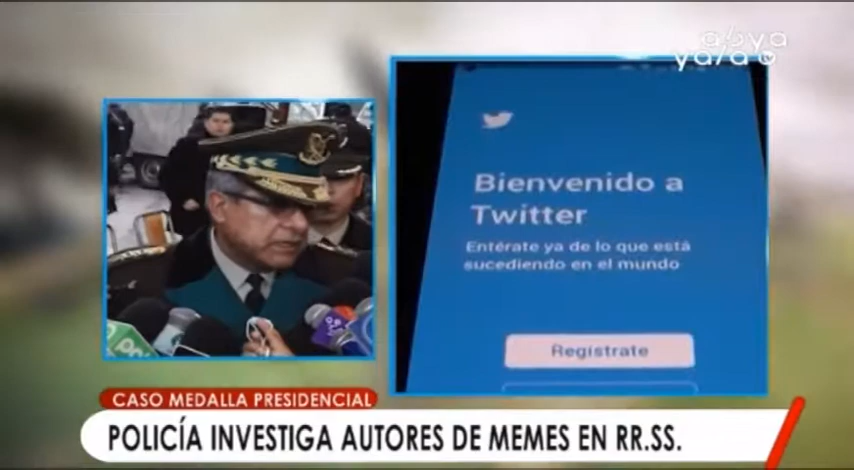 abya
yala tv
Bienvenido a
Twitter
Entérate ya de lo que está
sucediendo en el mundo
Regístrate
CASO MEDALLA PRESIDENCIAL
POLICÍA INVESTIGA AUTORES DE MEMES EN RR.SS.